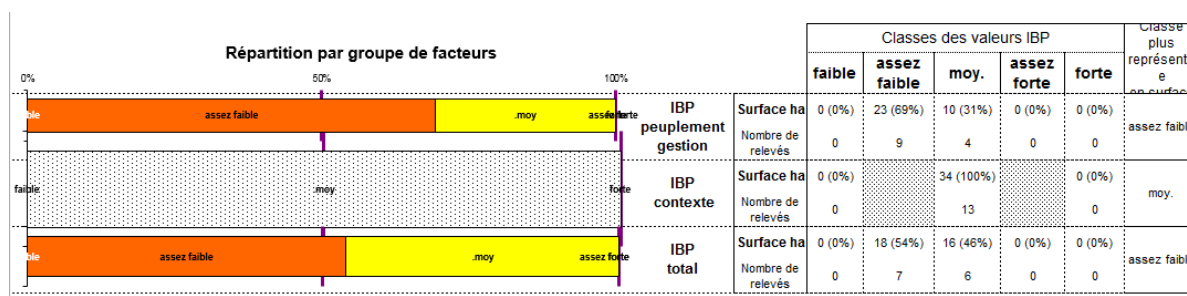 Répartition par groupe de facteurs
0% 50% 100%
assez faible .moy
faible .moy. forte
assez faible .moy assez forte
Classes des valeurs IBP
Classe plus représent e en surface
faible assez faible moy. assez forte forte
IBP peuplement gestion
Surface ha 0 (0%) 23 (69%) 10 (31%) 0 (0%) 0 (0%)
assez faibl
Nombre de relevés 0 9 4 0 0
IBP contexte
Surface ha 0 (0%) 34 (100%) 0 (0%)
moy.
Nombre de relevés 0 13 0
IBP total
Surface ha 0 (0%) 18 (54%) 16 (46%) 0 (0%) 0 (0%)
assez faibl
Nombre de relevés 0 7 6 0 0